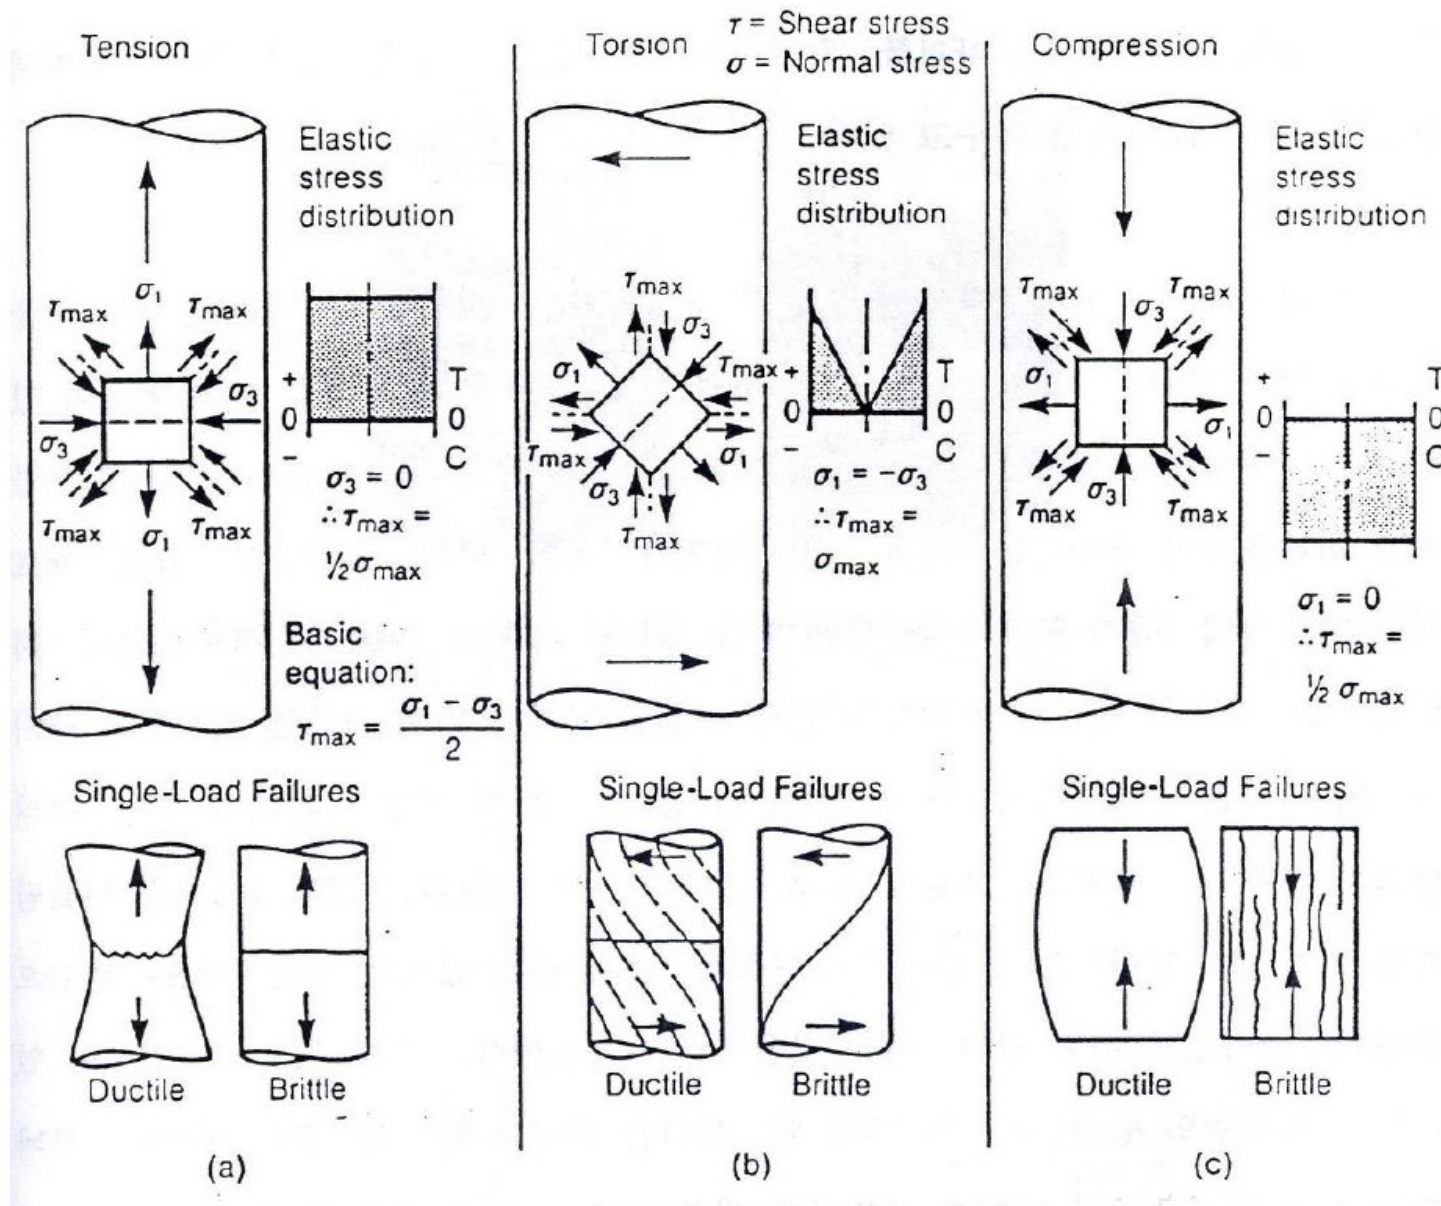 Tension
Elastic
stress
distribution
σ₁
τmax
τmax
σ₃
σ₃
τmax
σ₁
τmax
+
0
−
T
0
C
σ₃ = 0
∴ τmax =
½ σmax
Basic
equation:
τmax = (σ₁ − σ₃)/2
Single-Load Failures
Ductile
Brittle
(a)
Torsion
τ = Shear stress
σ = Normal stress
Elastic
stress
distribution
τmax
σ₃
σ₁
τmax
τmax
σ₁
σ₃
τmax
+
0
−
T
0
C
σ₁ = −σ₃
∴ τmax =
σmax
Single-Load Failures
Ductile
Brittle
(b)
Compression
Elastic
stress
distribution
τmax
τmax
σ₃
σ₁
σ₁
τmax
σ₃
τmax
+
0
−
T
0
C
σ₁ = 0
∴ τmax =
½ σmax
Single-Load Failures
Ductile
Brittle
(c)